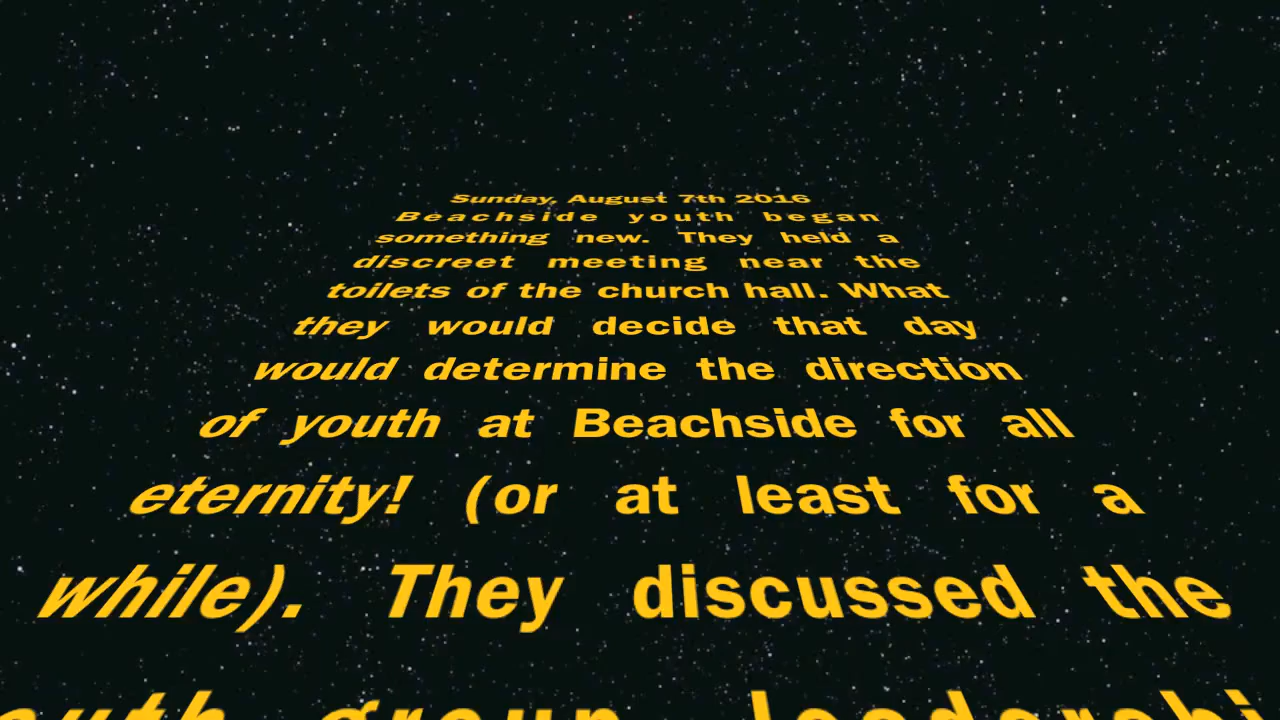 Sunday, August 7th 2016
Beachside youth began
something new. They held a
discreet meeting near the
toilets of the church hall. What
they would decide that day
would determine the direction
of youth at Beachside for all
eternity! (or at least for a
while). They discussed the
group